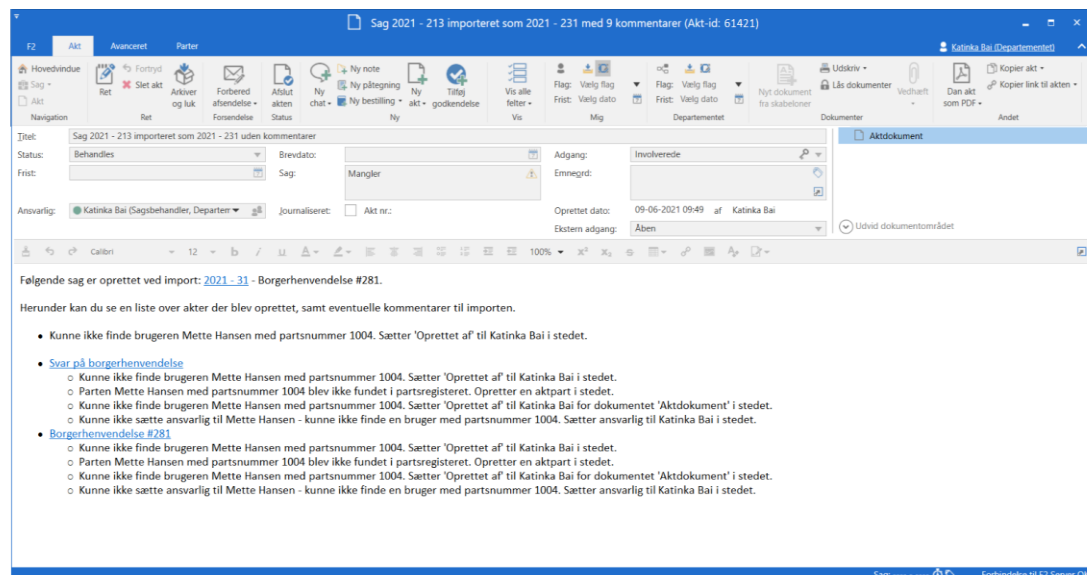 Sag 2021 - 213 importeret som 2021 - 231 med 9 kommentarer (Akt-id: 61421)
F2 Akt Avanceret Parter Katinka Bai (Departementet)
Hovedvindue
Sag
Akt
Navigation
Ret
Fortryd
Slet akt
Arkiver og luk
Ret
Forbered afsendelse
Forsendelse
Afslut akten
Status
Ny chat
Ny note
Ny påtegning
Ny bestilling
Ny akt
Tilføj godkendelse
Ny
Vis alle felter
Vis
Flag: Vælg flag
Frist: Vælg dato
Mig
Flag: Vælg flag
Frist: Vælg dato
Departementet
Nyt dokument fra skabeloner
Udskriv
Lås dokumenter
Vedhæft
Dokumenter
Dan akt som PDF
Kopier akt
Kopier link til akten
Andet
Titel: Sag 2021 - 213 importeret som 2021 - 231 uden kommentarer
Status: Behandles Brevdato: Adgang: Involverede
Frist: Sag: Mangler Emneord:
Ansvarlig: Katinka Bai (Sagsbehandler, Departem Journaliseret: Akt nr.: Oprettet dato: 09-06-2021 09:49 af Katinka Bai
Ekstern adgang: Åben
Aktdokument
Udvid dokumentområdet
Calibri 12 b i u 100% x² x₂ s
Følgende sag er oprettet ved import: 2021 - 31 - Borgerhenvendelse #281.
Herunder kan du se en liste over akter der blev oprettet, samt eventuelle kommentarer til importen.
• Kunne ikke finde brugeren Mette Hansen med partsnummer 1004. Sætter 'Oprettet af' til Katinka Bai i stedet.
• Svar på borgerhenvendelse
o Kunne ikke finde brugeren Mette Hansen med partsnummer 1004. Sætter 'Oprettet af' til Katinka Bai i stedet.
o Parten Mette Hansen med partsnummer 1004 blev ikke fundet i partsregisteret. Opretter en aktpart i stedet.
o Kunne ikke finde brugeren Mette Hansen med partsnummer 1004. Sætter 'Oprettet af' til Katinka Bai for dokumentet 'Aktdokument' i stedet.
o Kunne ikke sætte ansvarlig til Mette Hansen - kunne ikke finde en bruger med partsnummer 1004. Sætter ansvarlig til Katinka Bai i stedet.
• Borgerhenvendelse #281
o Kunne ikke finde brugeren Mette Hansen med partsnummer 1004. Sætter 'Oprettet af' til Katinka Bai i stedet.
o Parten Mette Hansen med partsnummer 1004 blev ikke fundet i partsregisteret. Opretter en aktpart i stedet.
o Kunne ikke finde brugeren Mette Hansen med partsnummer 1004. Sætter 'Oprettet af' til Katinka Bai for dokumentet 'Aktdokument' i stedet.
o Kunne ikke sætte ansvarlig til Mette Hansen - kunne ikke finde en bruger med partsnummer 1004. Sætter ansvarlig til Katinka Bai i stedet.